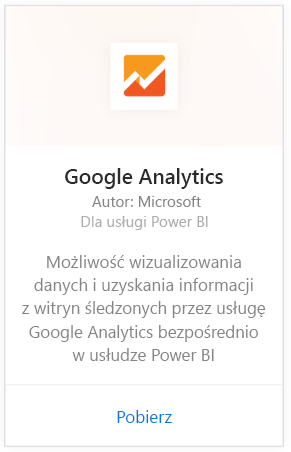 Google Analytics
Autor: Microsoft
Dla usługi Power BI
Możliwość wizualizowania
danych i uzyskania informacji
z witryn śledzonych przez usługę
Google Analytics bezpośrednio
w usłudze Power BI
Pobierz